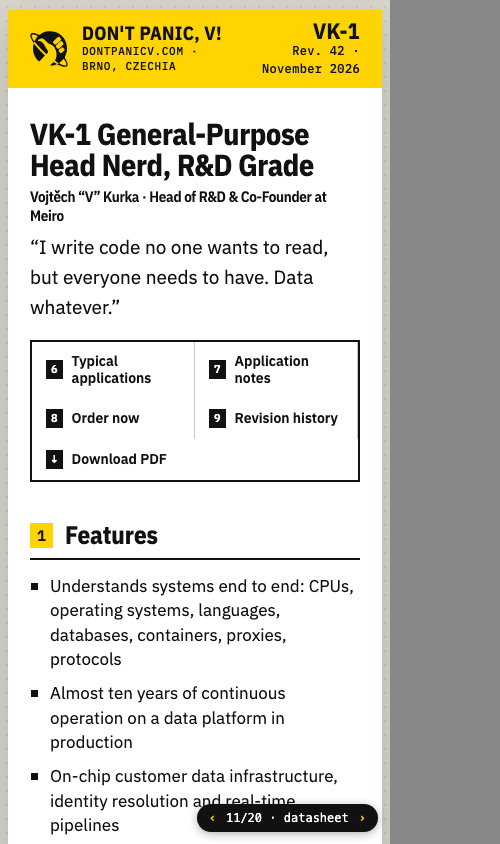 DON'T PANIC, V!
DONTPANICV.COM ·
BRNO, CZECHIA
VK-1
Rev. 42 ·
November 2026
VK-1 General-Purpose
Head Nerd, R&D Grade
Vojtěch “V” Kurka · Head of R&D & Co-Founder at
Meiro
“I write code no one wants to read,
but everyone needs to have. Data
whatever.”
6 Typical
applications
7 Application
notes
8 Order now
9 Revision history
↓ Download PDF
1 Features
Understands systems end to end: CPUs,
operating systems, languages,
databases, containers, proxies,
protocols
Almost ten years of continuous
operation on a data platform in
production
On-chip customer data infrastructure,
identity resolution and real-time
pipelines
‹ 11/20 · datasheet ›